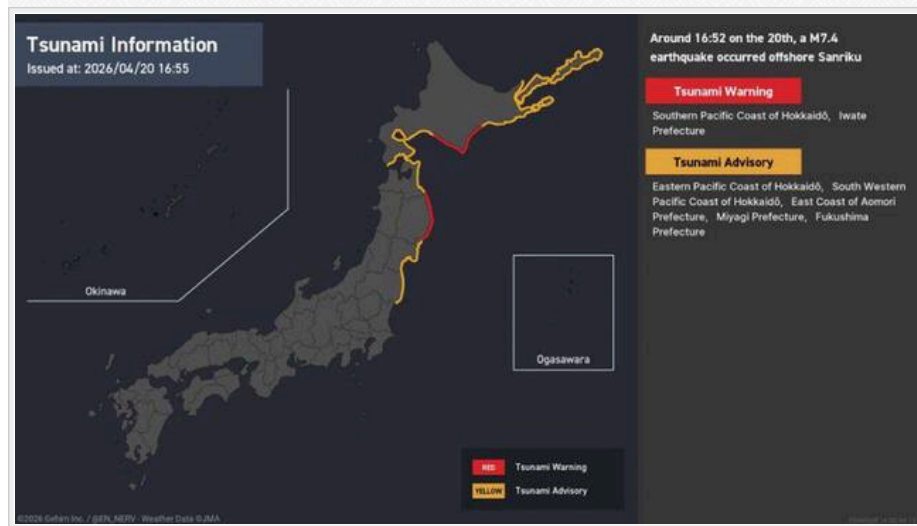 Tsunami Information
Issued at: 2026/04/20 16:55
Around 16:52 on the 20th, a M7.4
earthquake occurred offshore Sanriku
Tsunami Warning
Southern Pacific Coast of Hokkaidō, Iwate
Prefecture
Tsunami Advisory
Eastern Pacific Coast of Hokkaidō, South Western
Pacific Coast of Hokkaidō, East Coast of Aomori
Prefecture, Miyagi Prefecture, Fukushima
Prefecture
Okinawa
Ogasawara
RED Tsunami Warning
YELLOW Tsunami Advisory
©2026 Gehirn Inc. / @EN_NERV · Weather Data ©JMA